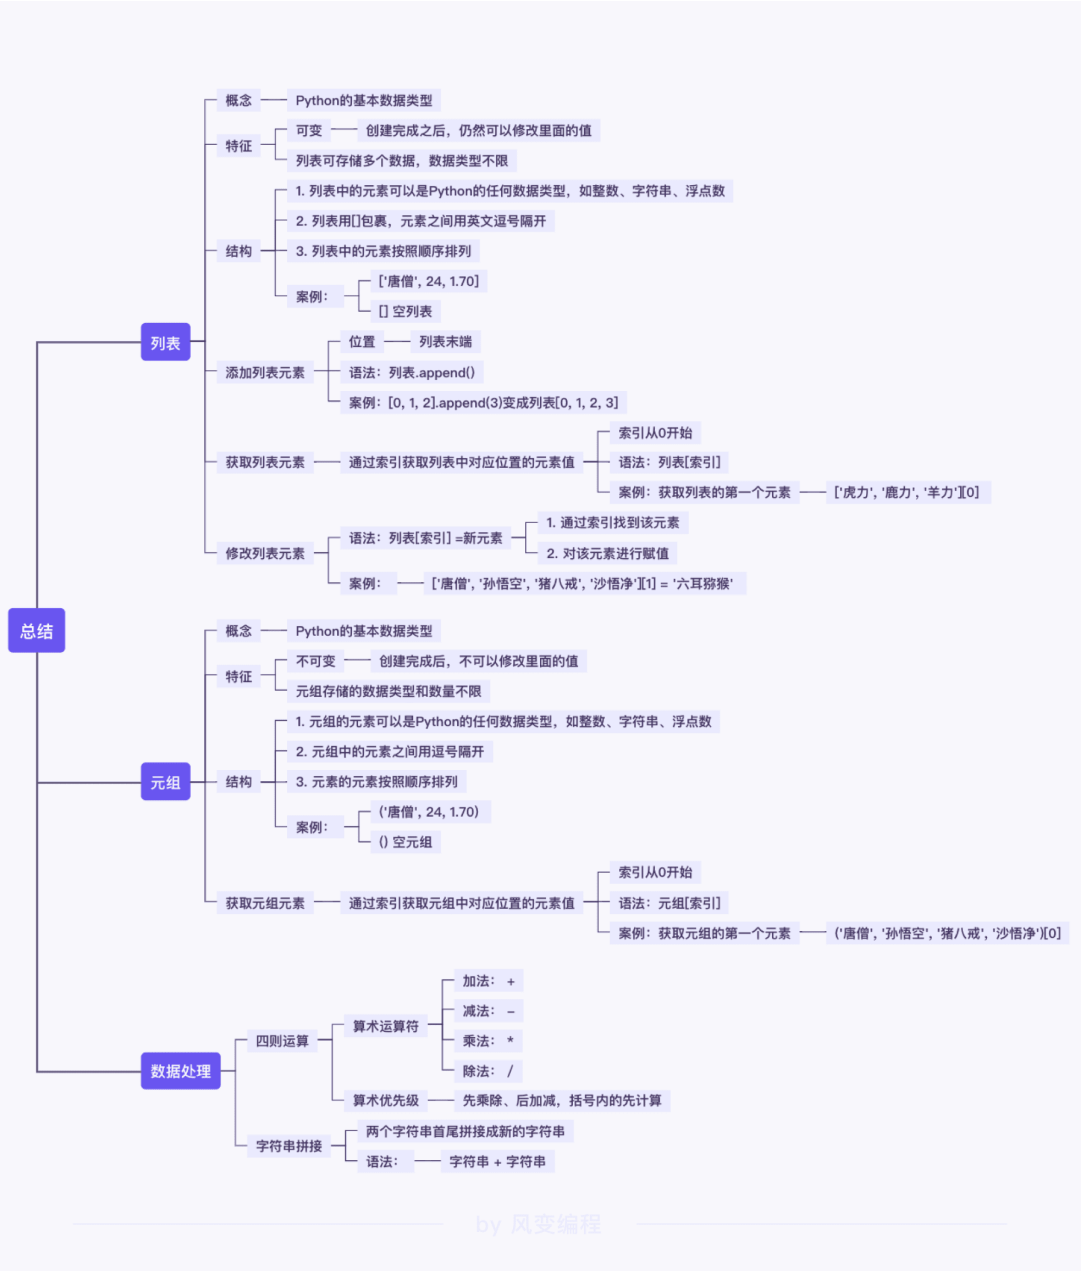 总结
列表
概念
Python的基本数据类型
特征
可变
创建完成之后，仍然可以修改里面的值
列表可存储多个数据，数据类型不限
结构
1. 列表中的元素可以是Python的任何数据类型，如整数、字符串、浮点数
2. 列表用[]包裹，元素之间用英文逗号隔开
3. 列表中的元素按照顺序排列
案例：
['唐僧', 24, 1.70]
[] 空列表
添加列表元素
位置
列表末端
语法：列表.append()
案例：[0, 1, 2].append(3)变成列表[0, 1, 2, 3]
获取列表元素
通过索引获取列表中对应位置的元素值
索引从0开始
语法：列表[索引]
案例：获取列表的第一个元素
['虎力', '鹿力', '羊力'][0]
修改列表元素
语法：列表[索引] =新元素
1. 通过索引找到该元素
2. 对该元素进行赋值
案例：
['唐僧', '孙悟空', '猪八戒', '沙悟净'][1] = '六耳猕猴'
元组
概念
Python的基本数据类型
特征
不可变
创建完成后，不可以修改里面的值
元组存储的数据类型和数量不限
结构
1. 元组的元素可以是Python的任何数据类型，如整数、字符串、浮点数
2. 元组中的元素之间用逗号隔开
3. 元素的元素按照顺序排列
案例：
('唐僧', 24, 1.70)
() 空元组
获取元组元素
通过索引获取元组中对应位置的元素值
索引从0开始
语法：元组[索引]
案例：获取元组的第一个元素
('唐僧', '孙悟空', '猪八戒', '沙悟净')[0]
数据处理
四则运算
算术运算符
加法： +
减法： −
乘法： *
除法： /
算术优先级
先乘除、后加减，括号内的先计算
字符串拼接
两个字符串首尾拼接成新的字符串
语法：
字符串 + 字符串
by 风变编程